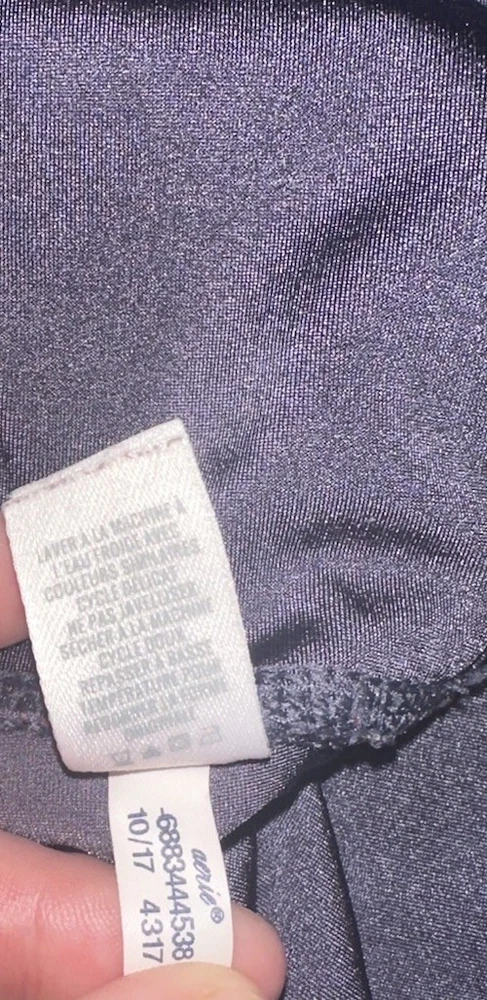 LAVER À LA MACHINE À
L'EAU FROIDE AVEC
COULEURS SIMILAIRES
CYCLE DÉLICAT
NE PAS JAVELLISER
SÉCHER À LA MACHINE
CYCLE DOUX
REPASSER À BASSE
TEMPÉRATURE POUR
REDONNER LA FORME
ORIGINALE
aerie®
-6883444538
10/17 4317